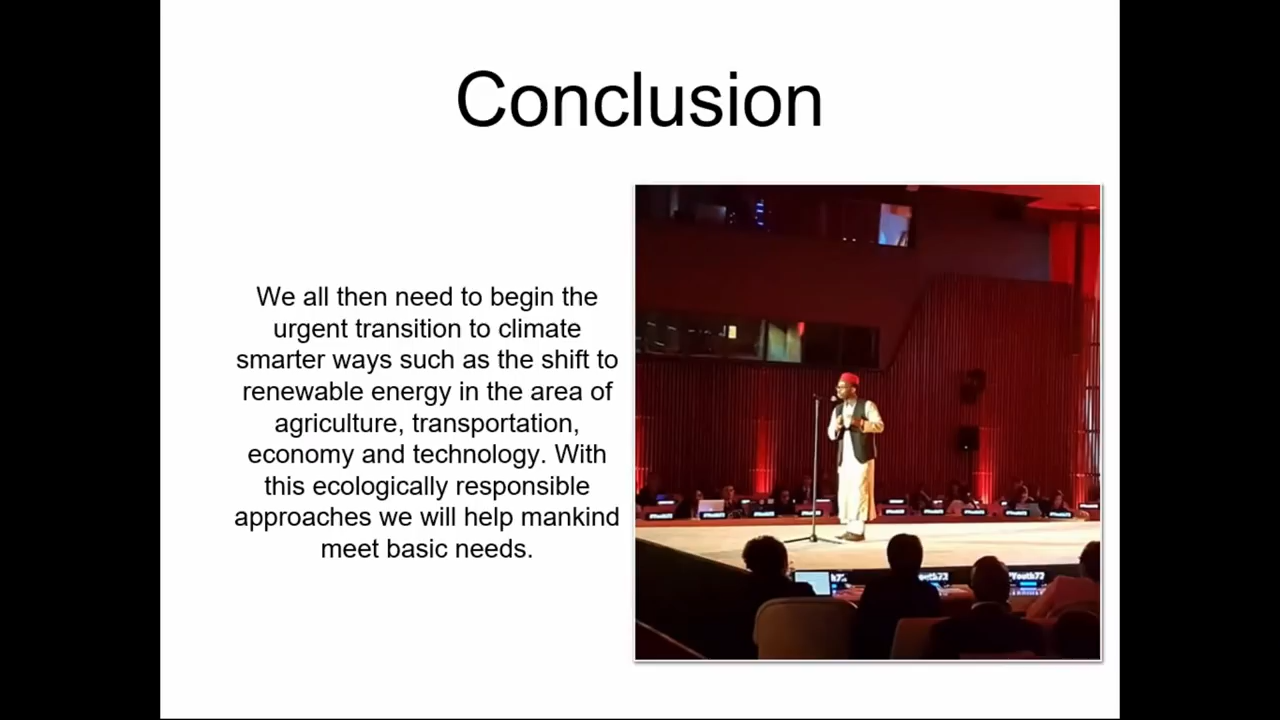 Conclusion
We all then need to begin the
urgent transition to climate
smarter ways such as the shift to
renewable energy in the area of
agriculture, transportation,
economy and technology. With
this ecologically responsible
approaches we will help mankind
meet basic needs.
Youth72